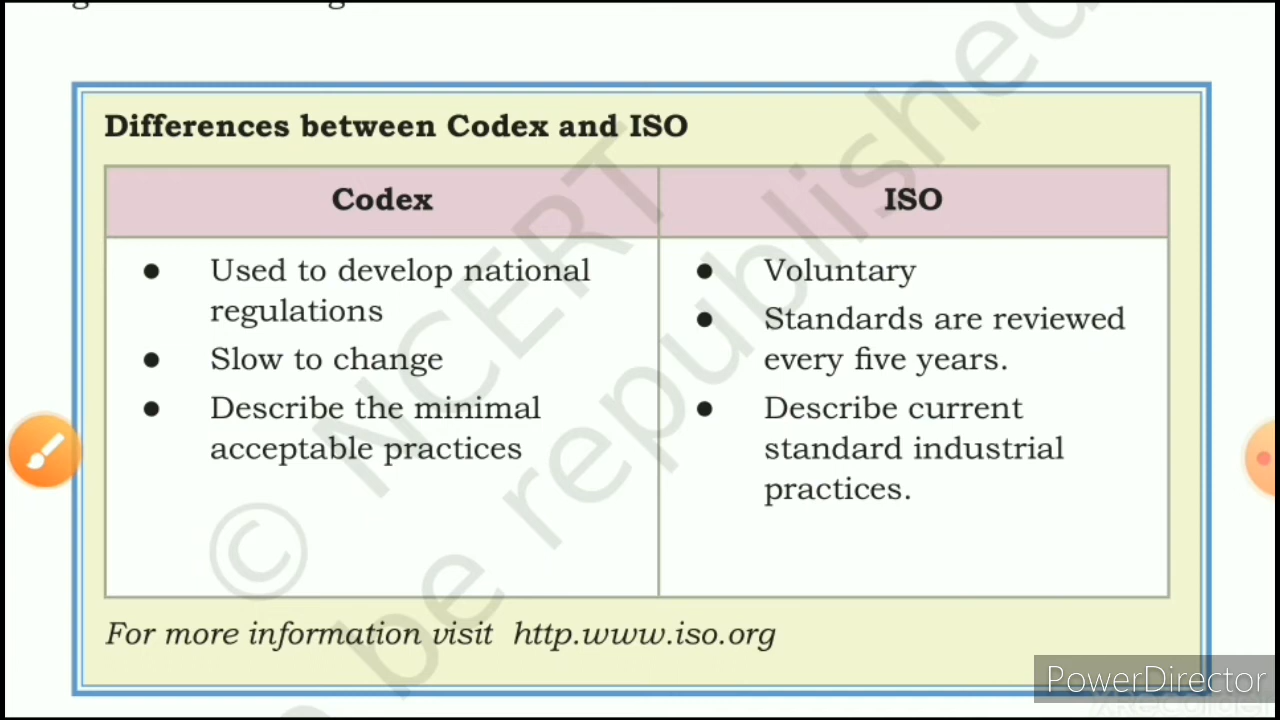 Differences between Codex and ISO
Codex
ISO
● Used to develop national
regulations
● Slow to change
● Describe the minimal
acceptable practices
● Voluntary
● Standards are reviewed
every five years.
● Describe current
standard industrial
practices.
For more information visit http.www.iso.org
© NCERT
be republished
PowerDirector